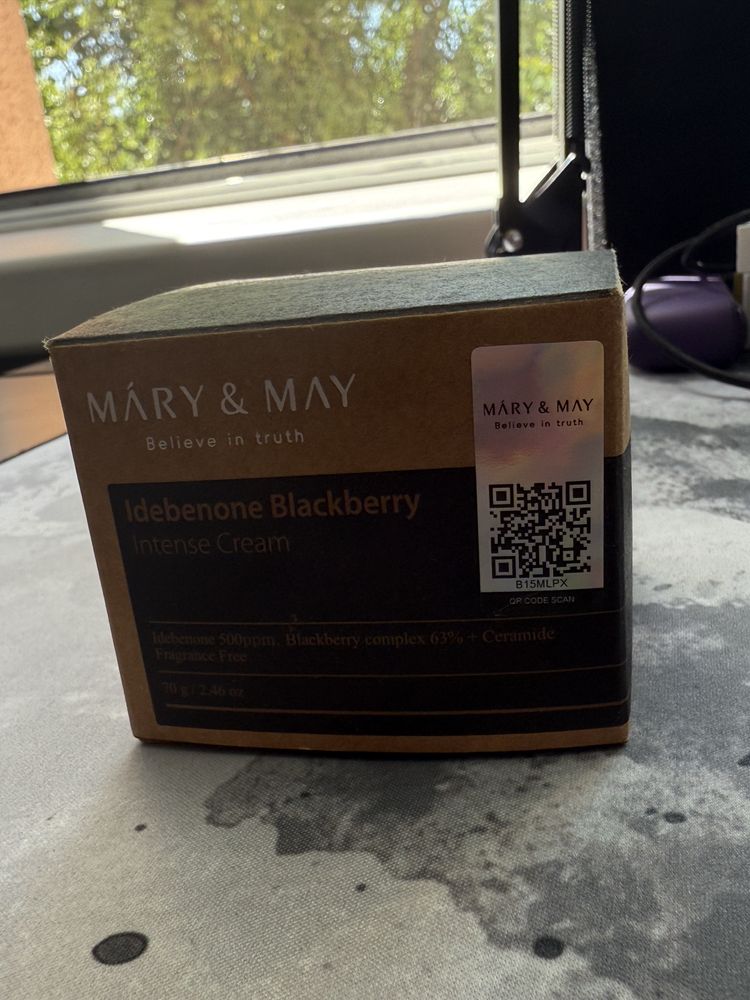 MÁRY & MAY
Believe in truth
Idebenone Blackberry
Intense Cream
Idebenone 500ppm, Blackberry complex 63% + Ceramide
Fragrance Free
70 g / 2.46 oz
MÁRY & MAY
Believe in truth
B15MLPX
QR CODE SCAN